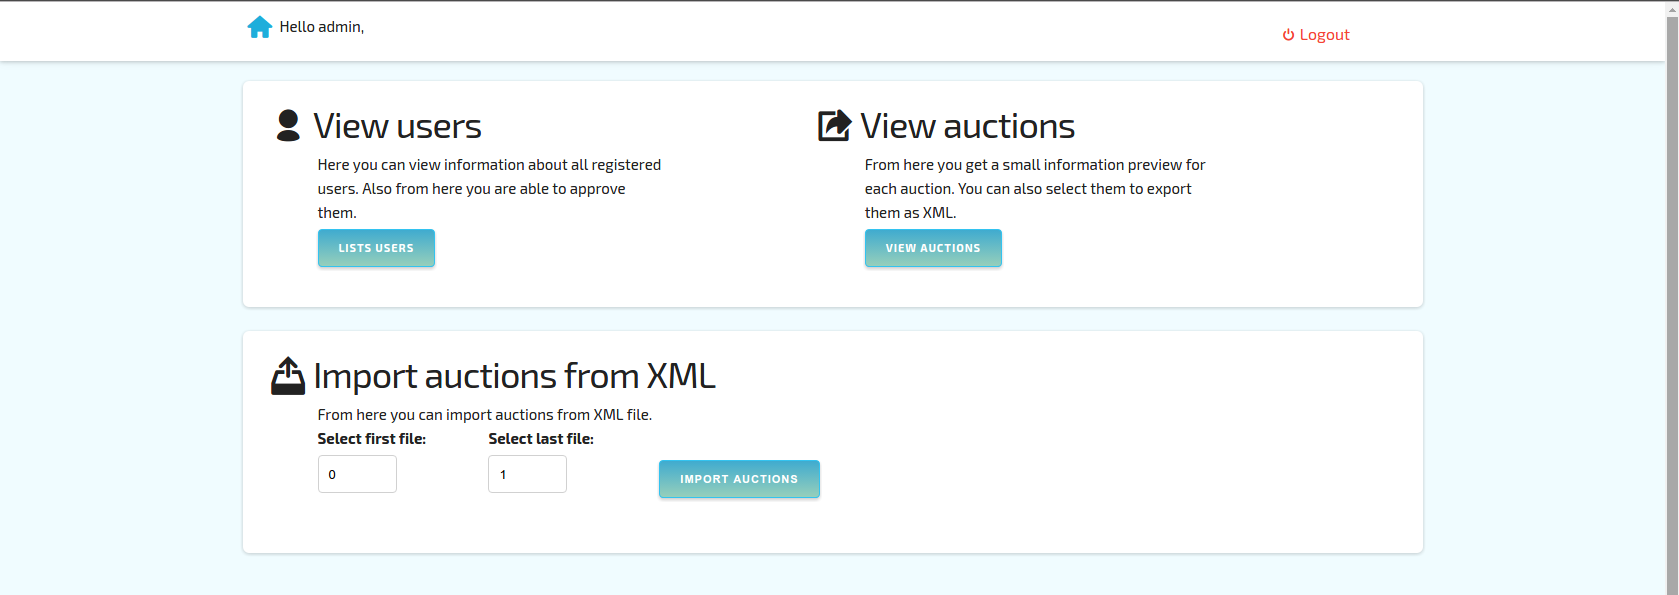 Hello admin,
Logout
View users
Here you can view information about all registered
users. Also from here you are able to approve
them.
LISTS USERS
View auctions
From here you get a small information preview for
each auction. You can also select them to export
them as XML.
VIEW AUCTIONS
Import auctions from XML
From here you can import auctions from XML file.
Select first file: Select last file:
0 1 IMPORT AUCTIONS